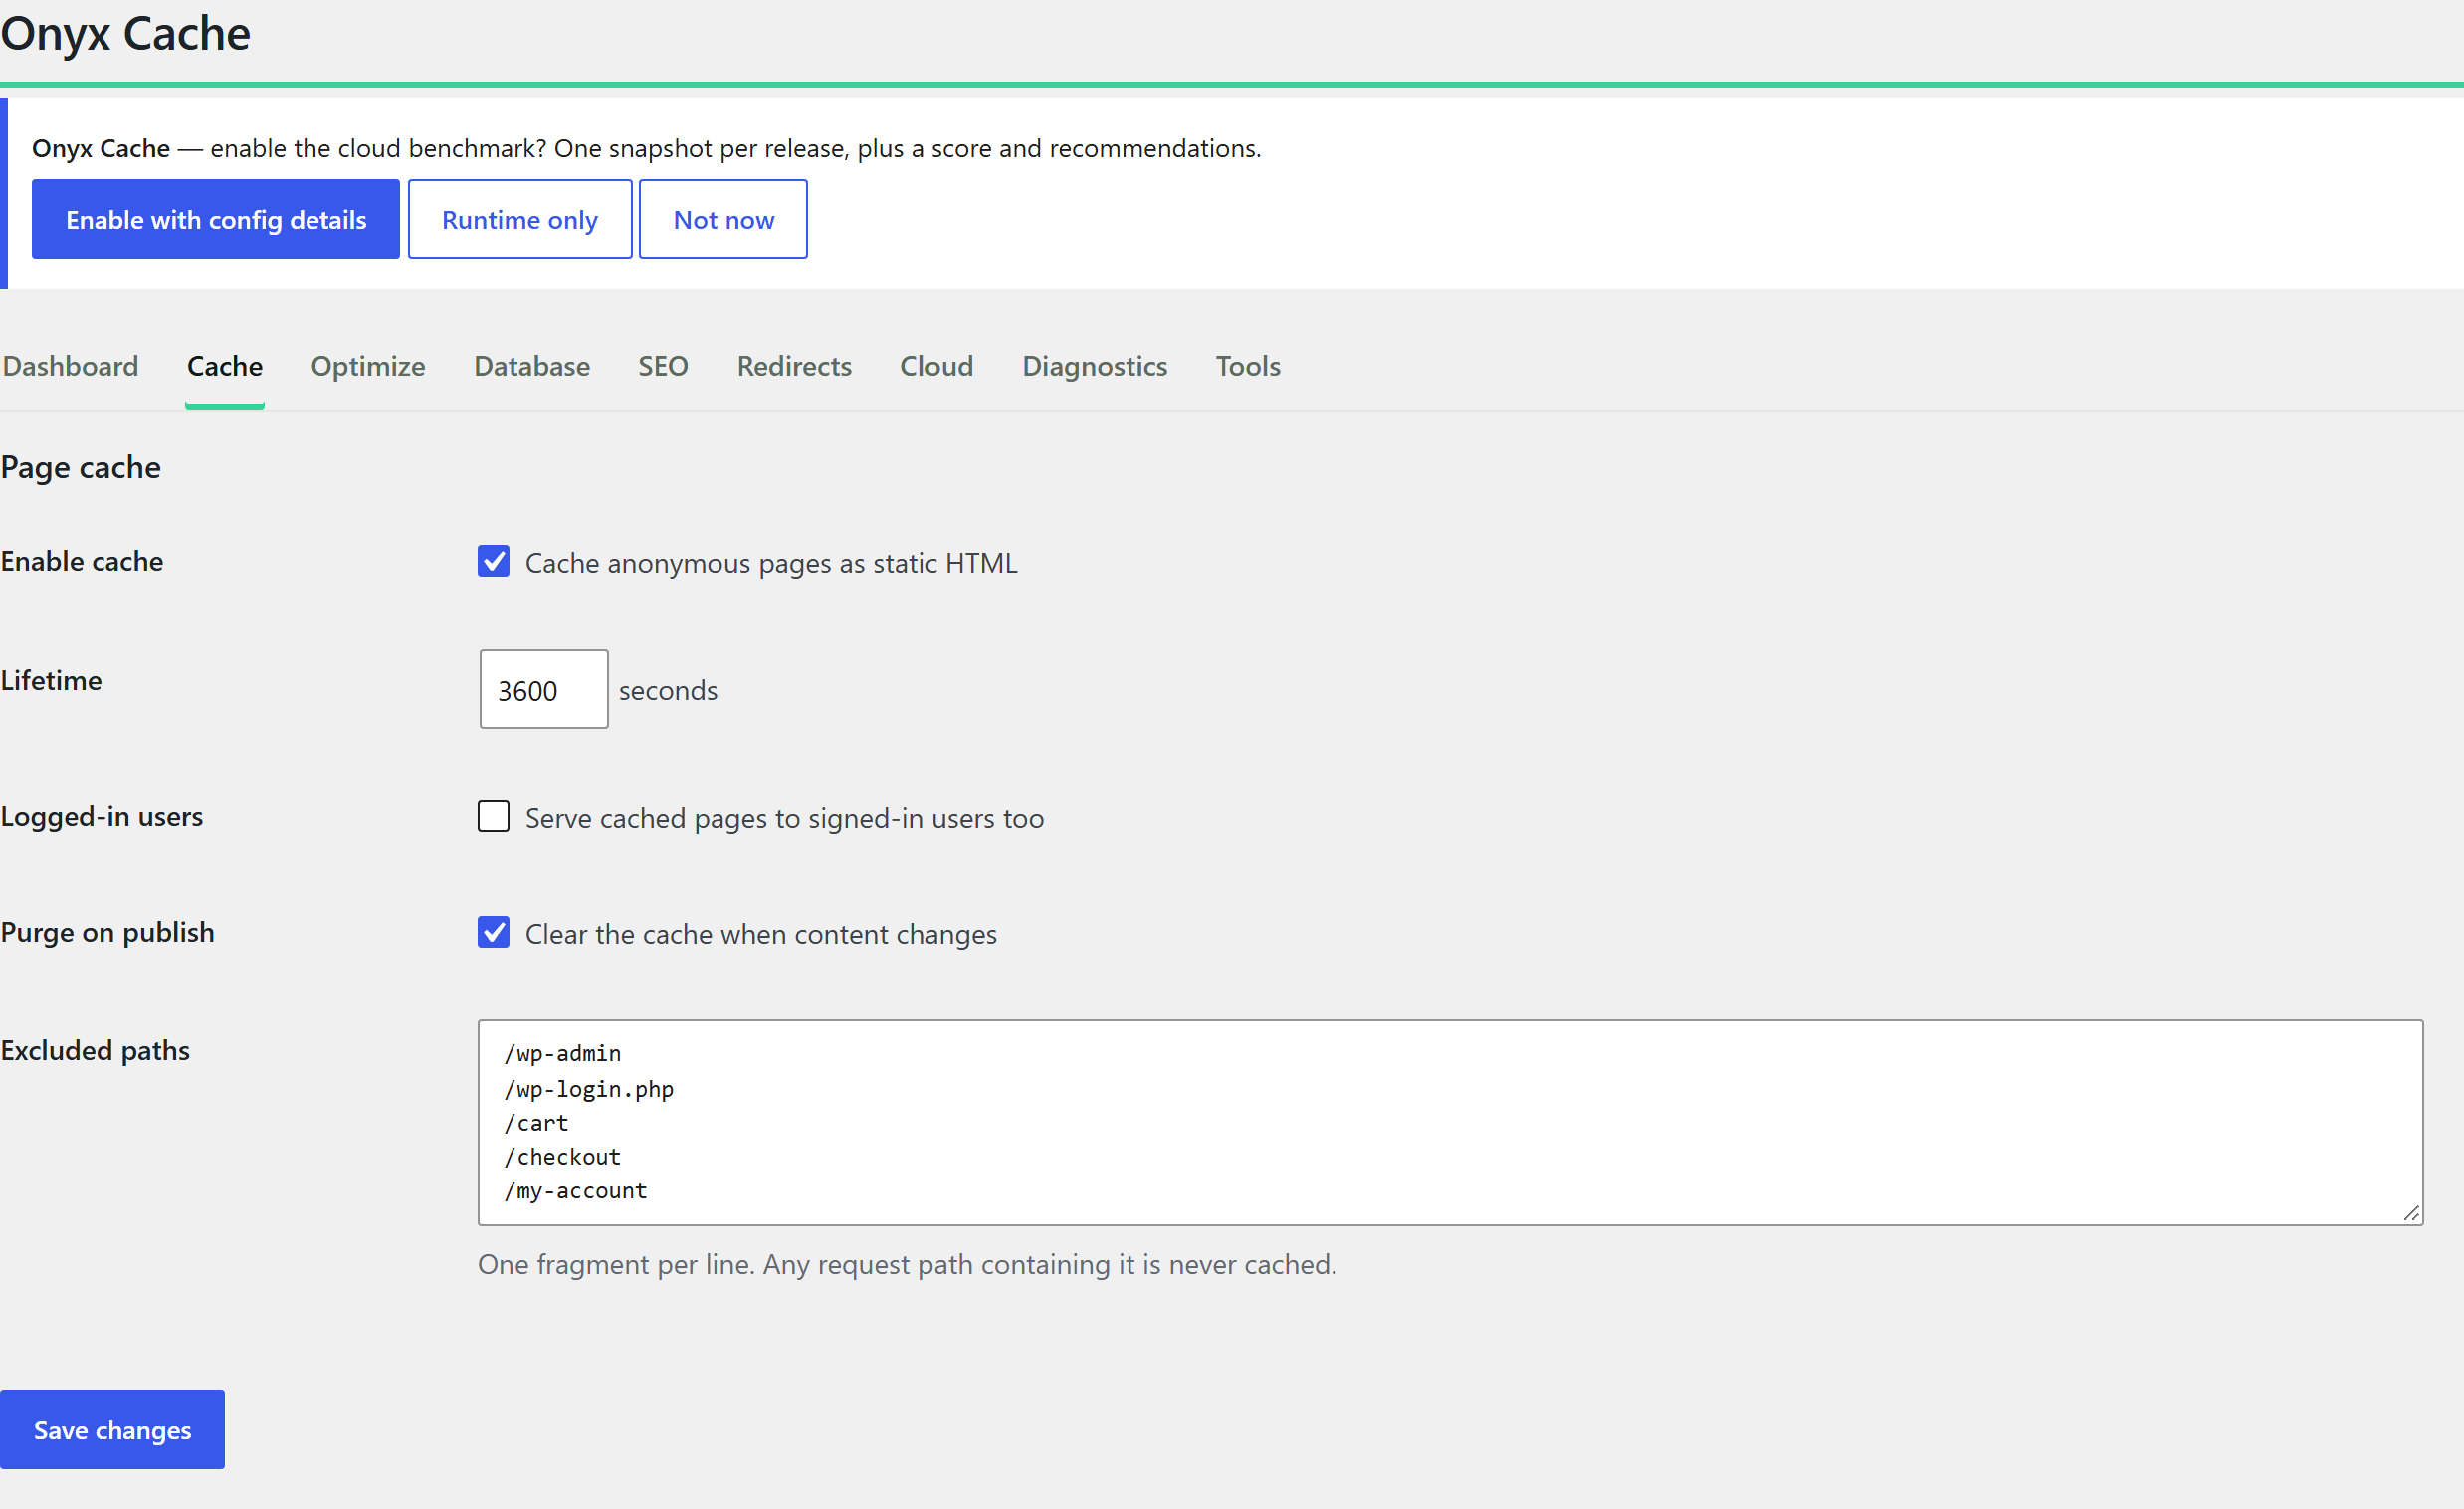 Onyx Cache
Onyx Cache — enable the cloud benchmark? One snapshot per release, plus a score and recommendations.
Enable with config details Runtime only Not now
Dashboard Cache Optimize Database SEO Redirects Cloud Diagnostics Tools
Page cache
Enable cache Cache anonymous pages as static HTML
Lifetime 3600 seconds
Logged-in users Serve cached pages to signed-in users too
Purge on publish Clear the cache when content changes
Excluded paths /wp-admin
/wp-login.php
/cart
/checkout
/my-account
One fragment per line. Any request path containing it is never cached.
Save changes